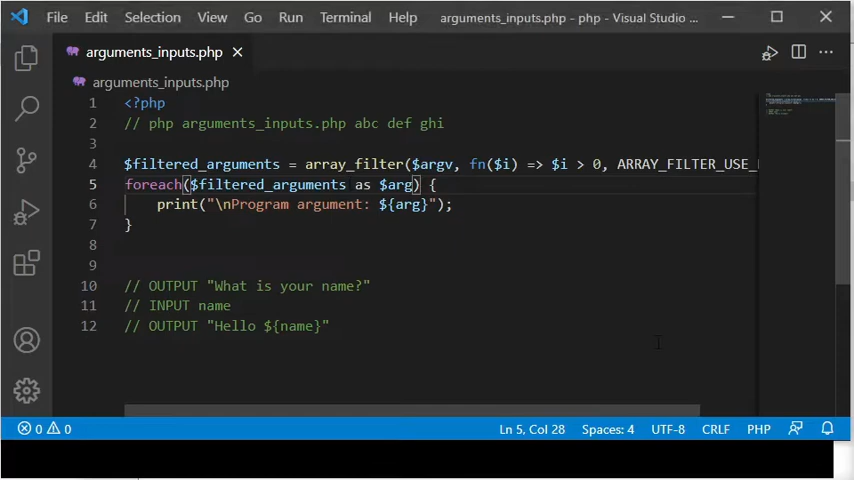 File Edit Selection View Go Run Terminal Help arguments_inputs.php - php - Visual Studio ...
arguments_inputs.php
arguments_inputs.php
1 <?php
2 // php arguments_inputs.php abc def ghi
3
4 $filtered_arguments = array_filter($argv, fn($i) => $i > 0, ARRAY_FILTER_USE_
5 foreach($filtered_arguments as $arg) {
6 print("\nProgram argument: ${arg}");
7 }
8
9
10 // OUTPUT "What is your name?"
11 // INPUT name
12 // OUTPUT "Hello ${name}"
0 0 Ln 5, Col 28 Spaces: 4 UTF-8 CRLF PHP